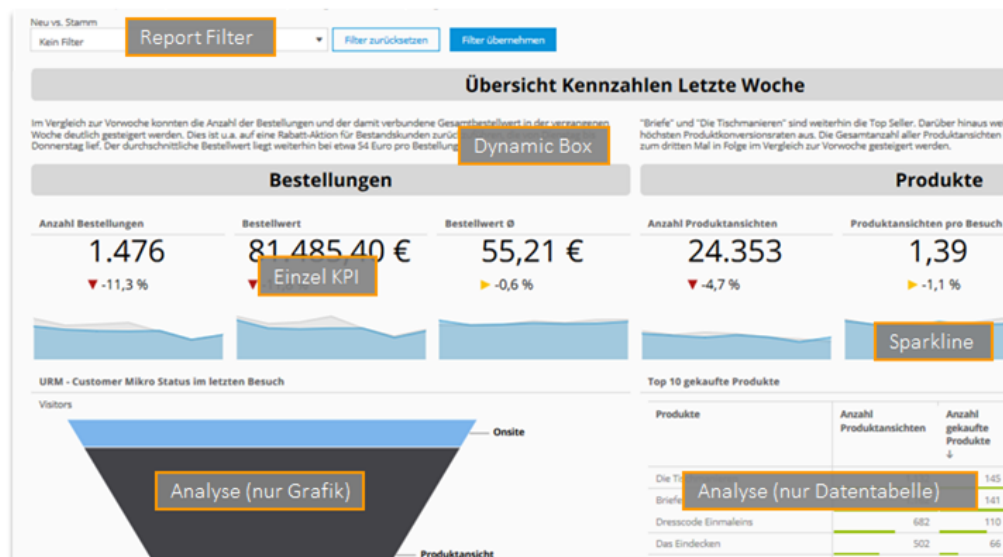 Neu vs. Stamm
Kein Filter
Report Filter
Filter zurücksetzen
Filter übernehmen
Übersicht Kennzahlen Letzte Woche
Im Vergleich zur Vorwoche konnten die Anzahl der Bestellungen und der damit verbundene Gesamtbestellwert in der vergangenen
Woche deutlich gesteigert werden. Dies ist u.a. auf eine Rabatt-Aktion für Bestandskunden
Donnerstag lief. Der durchschnittliche Bestellwert liegt weiterhin bei etwa 54 Euro pro
Dynamic Box
"Briefe" und "Die Tischmanieren" sind weiterhin die Top Seller. Darüber hinaus
höchsten Produktkonversionsraten aus. Die Gesamtanzahl aller Produktansichten
zum dritten Mal in Folge im Vergleich zur Vorwoche gesteigert werden.
Bestellungen
Produkte
Anzahl Bestellungen
Bestellwert
Bestellwert Ø
Anzahl Produktansichten
Produktansichten pro Besuch
1.476
81.485,40 €
55,21 €
24.353
1,39
-11,3 %
Einzel KPI
-0,6 %
-4,7 %
-1,1 %
Sparkline
URM - Customer Mikro Status im letzten Besuch
Visitors
Onsite
Analyse (nur Grafik)
Produktansicht
Top 10 gekaufte Produkte
Produkte
Anzahl
Produktansichten
Anzahl
gekaufte
Produkte
↓
Die
145
Analyse (nur Datentabelle)
141
Dresscode Einmaleins
682
110
Das Eindecken
502
66